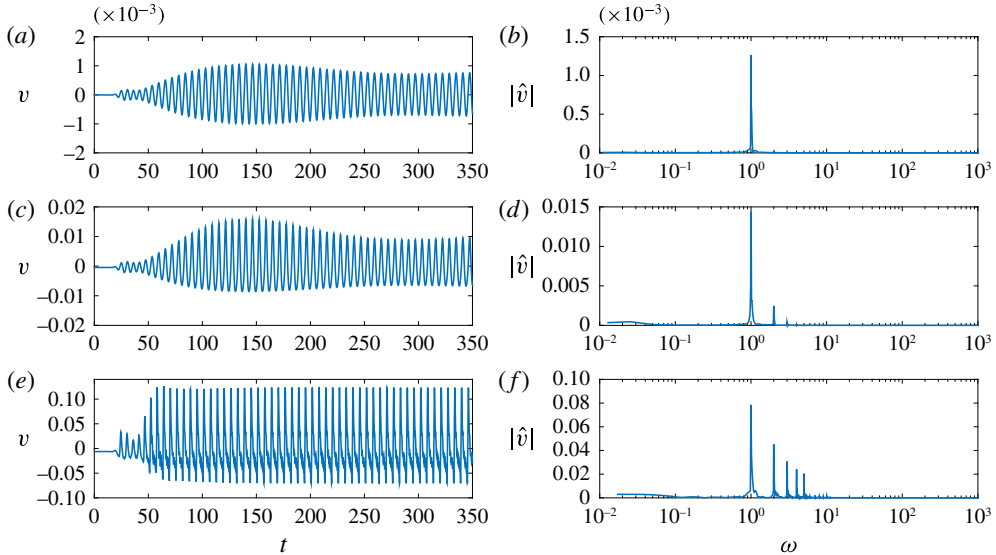 (×10⁻³) (×10⁻³)
(a) (b)
v |v̂|
2 1 0 −1 −2
0 50 100 150 200 250 300 350
1.5 1.0 0.5 0
10⁻² 10⁻¹ 10⁰ 10¹ 10² 10³
(c) (d)
v |v̂|
0.02 0.01 0 −0.01 −0.02
0 50 100 150 200 250 300 350
0.015 0.010 0.005 0
10⁻² 10⁻¹ 10⁰ 10¹ 10² 10³
(e) (f)
v |v̂|
0.10 0.05 0 −0.05 −0.10
0 50 100 150 200 250 300 350
0.10 0.08 0.06 0.04 0.02 0
10⁻² 10⁻¹ 10⁰ 10¹ 10² 10³
t ω